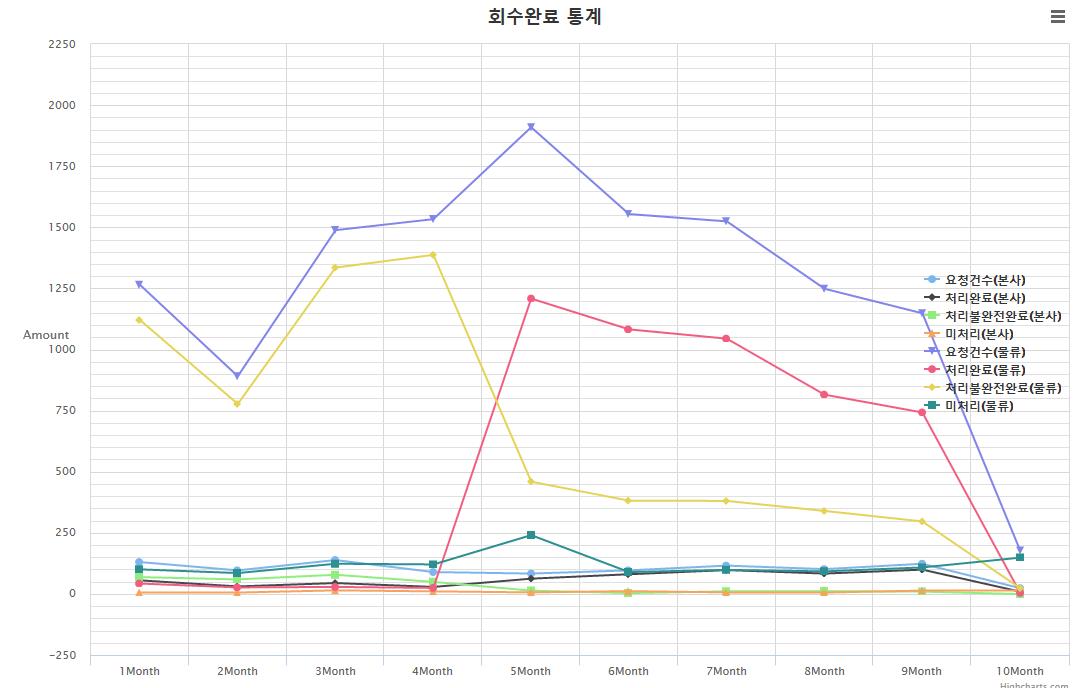 회수완료 통계
2250
2000
1750
1500
1250
Amount
1000
750
500
250
0
-250
요청건수(본사)
처리완료(본사)
처리불완전완료(본사)
미처리(본사)
요청건수(물류)
처리완료(물류)
처리불완전완료(물류)
미처리(물류)
1Month 2Month 3Month 4Month 5Month 6Month 7Month 8Month 9Month 10Month
Highcharts.com